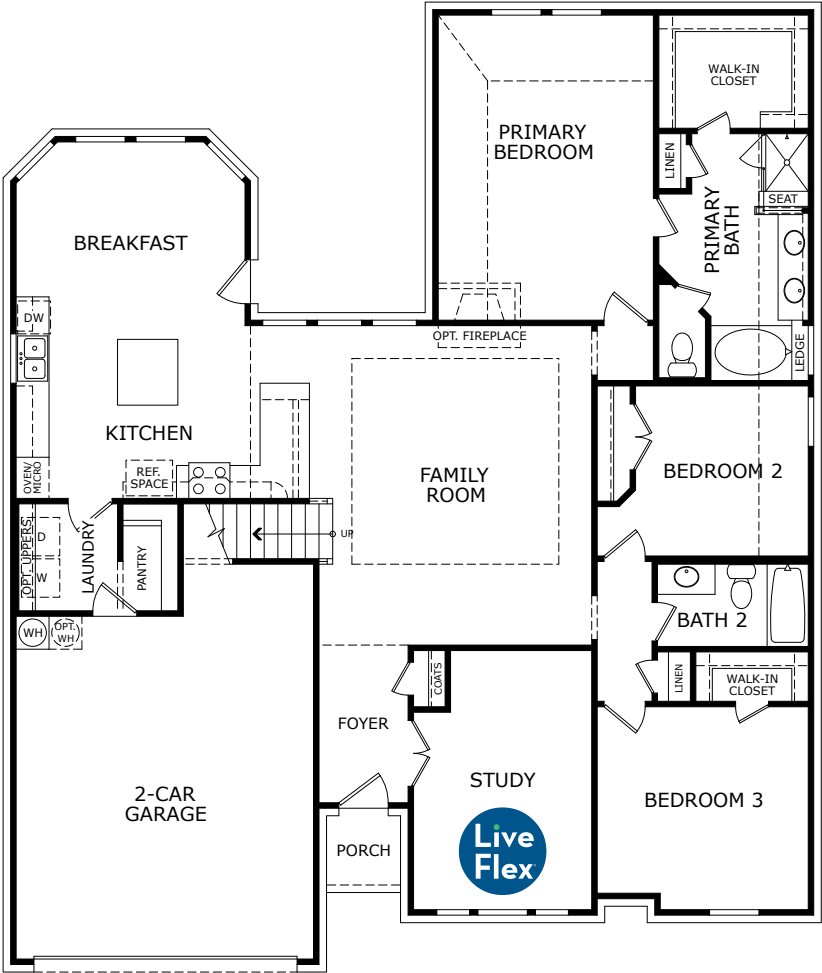 WALK-IN
CLOSET
PRIMARY
BEDROOM
LINEN
SEAT
PRIMARY
BATH
BREAKFAST
DW
OPT. FIREPLACE
LEDGE
KITCHEN
OVEN/
MICRO
REF.
SPACE
FAMILY
ROOM
BEDROOM 2
UP
OPT. UPPERS
D
W
LAUNDRY
PANTRY
WH
OPT.
WH
BATH 2
COATS
LINEN
WALK-IN
CLOSET
FOYER
STUDY
2-CAR
GARAGE
BEDROOM 3
Live
Flex
PORCH